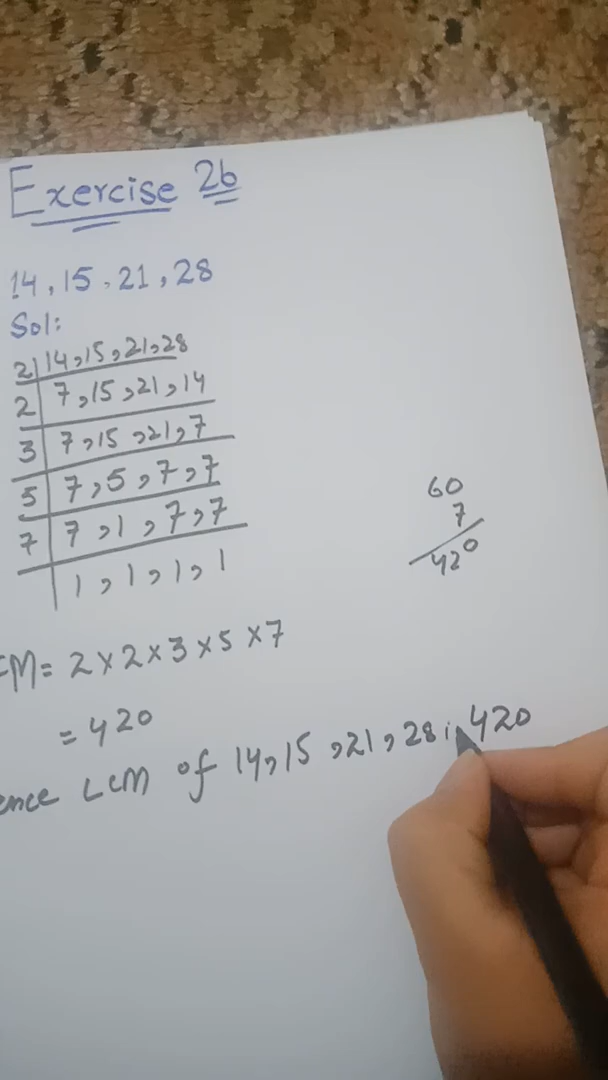 Exercise 2b
14, 15, 21, 28
Sol:
2 | 14, 15, 21, 28
2 | 7, 15, 21, 14
3 | 7, 15, 21, 7
5 | 7, 5, 7, 7
7 | 7, 1, 7, 7
1, 1, 1, 1
60
7
420
CM = 2 × 2 × 3 × 5 × 7
= 420
ence LCM of 14, 15, 21, 28 i 420